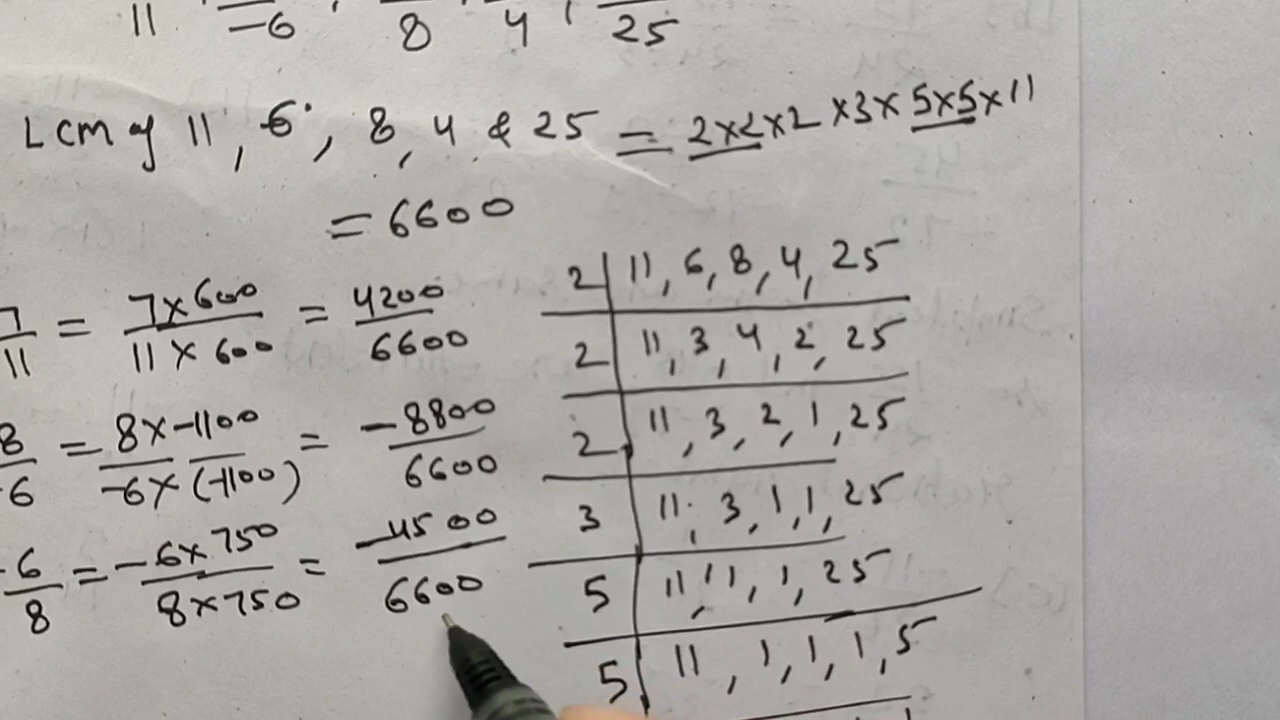 11 , -6 , 8 , 4 , 25
Lcm of 11, 6, 8, 4 & 25 = 2×2×2×3×5×5×11
= 6600
7/11 = 7×600/11×600 = 4200/6600
8/-6 = 8×-1100/-6×(-1100) = -8800/6600
-6/8 = -6×750/8×750 = -4500/6600
2 | 11, 6, 8, 4, 25
2 | 11, 3, 4, 2, 25
2 | 11, 3, 2, 1, 25
3 | 11, 3, 1, 1, 25
5 | 11, 1, 1, 25
5 | 11, 1, 1, 1, 5